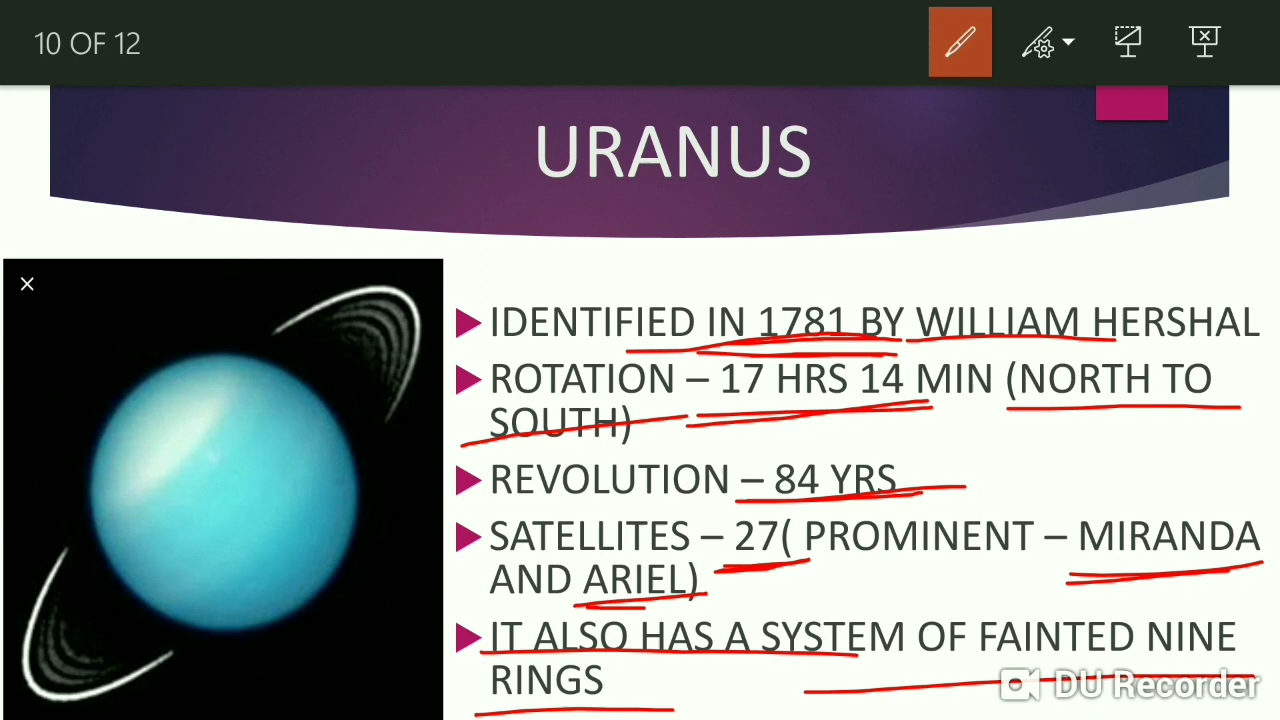 10 OF 12
URANUS
IDENTIFIED IN 1781 BY WILLIAM HERSHAL
ROTATION – 17 HRS 14 MIN (NORTH TO
SOUTH)
REVOLUTION – 84 YRS
SATELLITES – 27( PROMINENT – MIRANDA
AND ARIEL)
IT ALSO HAS A SYSTEM OF FAINTED NINE
RINGS
DU Recorder